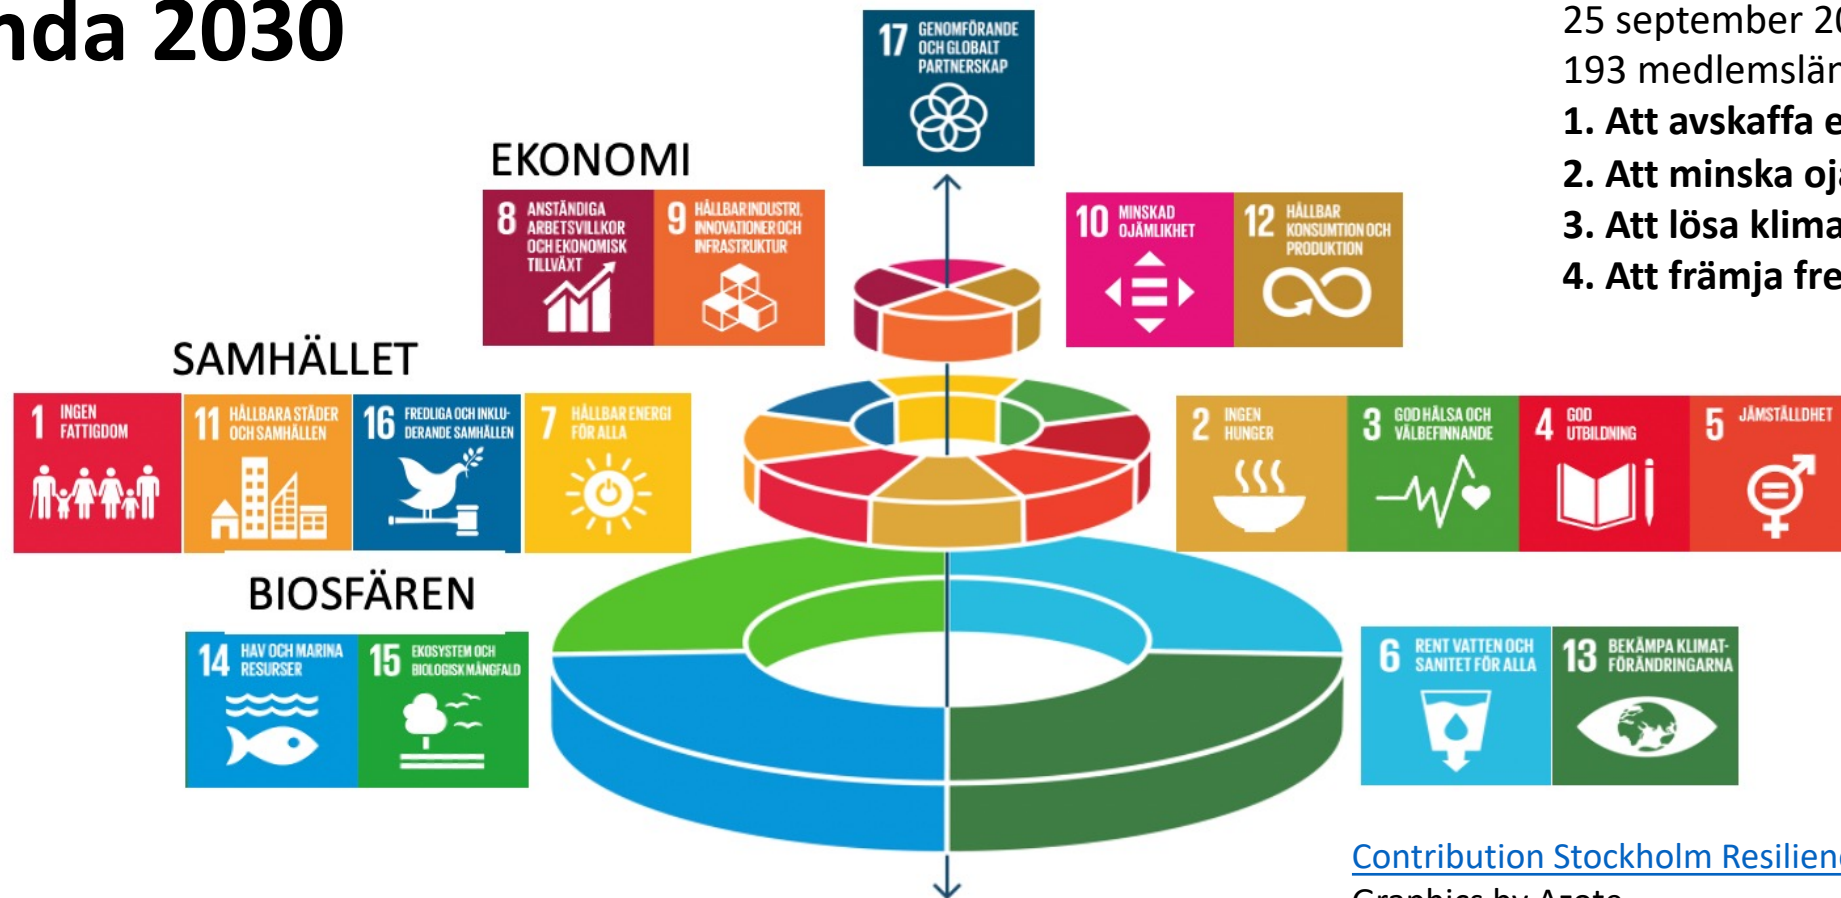 nda 2030
25 september 20
193 medlemslän
1. Att avskaffa e
2. Att minska oj
3. Att lösa klima
4. Att främja fre
17 GENOMFÖRANDE
OCH GLOBALT
PARTNERSKAP
EKONOMI
8 ANSTÄNDIGA
ARBETSVILLKOR
OCH EKONOMISK
TILLVÄXT
9 HÅLLBAR INDUSTRI,
INNOVATIONER OCH
INFRASTRUKTUR
10 MINSKAD
OJÄMLIKHET
12 HÅLLBAR
KONSUMTION OCH
PRODUKTION
SAMHÄLLET
1 INGEN
FATTIGDOM
11 HÅLLBARA STÄDER
OCH SAMHÄLLEN
16 FREDLIGA OCH INKLU-
DERANDE SAMHÄLLEN
7 HÅLLBAR ENERGI
FÖR ALLA
2 INGEN
HUNGER
3 GOD HÄLSA OCH
VÄLBEFINNANDE
4 GOD
UTBILDNING
5 JÄMSTÄLLDHET
BIOSFÄREN
14 HAV OCH MARINA
RESURSER
15 EKOSYSTEM OCH
BIOLOGISK MÅNGFALD
6 RENT VATTEN OCH
SANITET FÖR ALLA
13 BEKÄMPA KLIMAT-
FÖRÄNDRINGARNA
Contribution Stockholm Resilien
Graphics by Azote